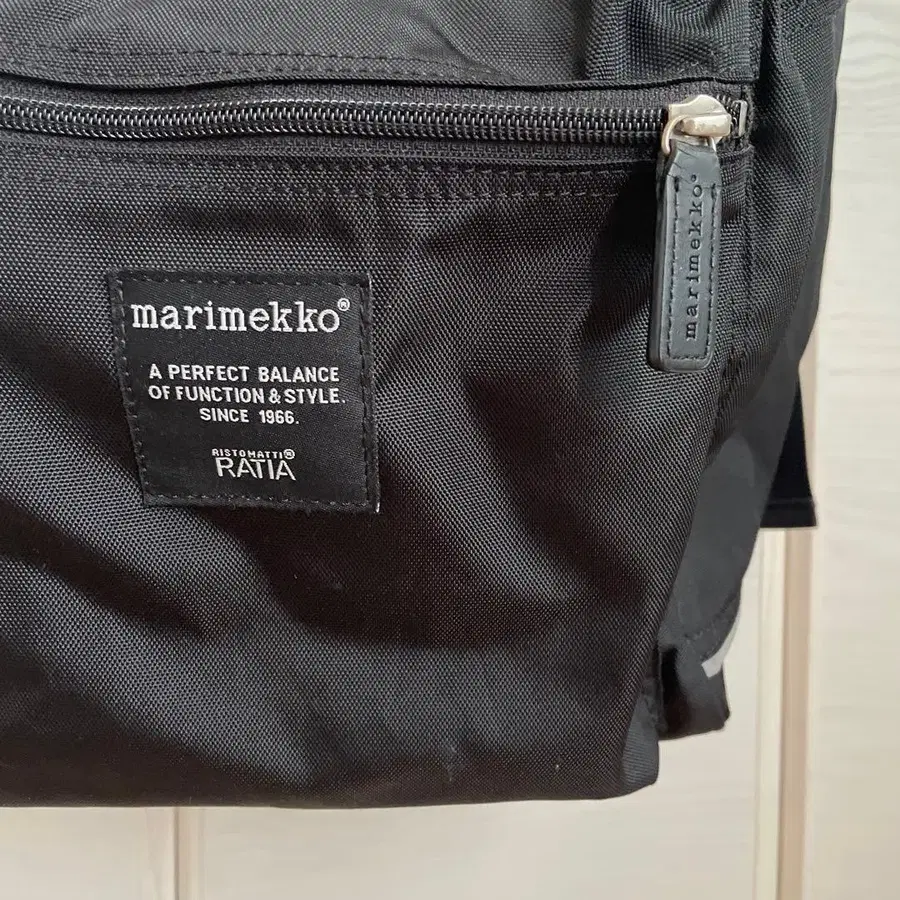 marimekko®
A PERFECT BALANCE
OF FUNCTION & STYLE.
SINCE 1966.
RISTOMATTI®
RATIA
marimekko®